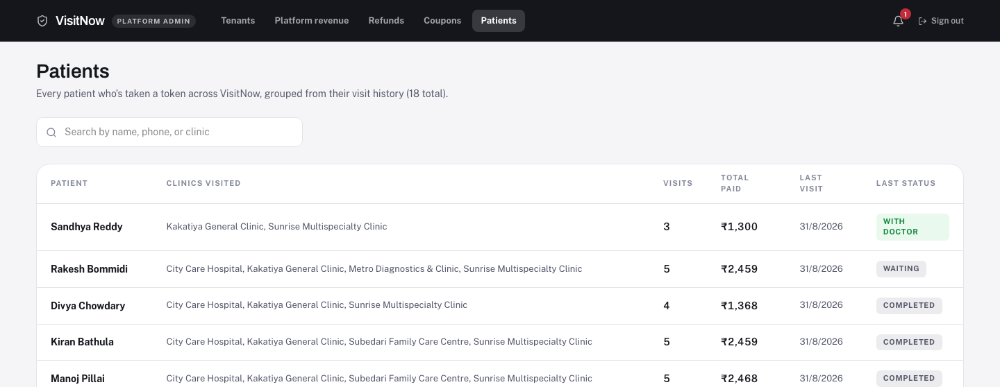 VisitNow PLATFORM ADMIN Tenants Platform revenue Refunds Coupons Patients 1 Sign out
Patients
Every patient who's taken a token across VisitNow, grouped from their visit history (18 total).
Search by name, phone, or clinic
PATIENT CLINICS VISITED VISITS TOTAL PAID LAST VISIT LAST STATUS
Sandhya Reddy Kakatiya General Clinic, Sunrise Multispecialty Clinic 3 ₹1,300 31/8/2026 WITH DOCTOR
Rakesh Bommidi City Care Hospital, Kakatiya General Clinic, Metro Diagnostics & Clinic, Sunrise Multispecialty Clinic 5 ₹2,459 31/8/2026 WAITING
Divya Chowdary City Care Hospital, Kakatiya General Clinic, Sunrise Multispecialty Clinic 4 ₹1,368 31/8/2026 COMPLETED
Kiran Bathula City Care Hospital, Kakatiya General Clinic, Subedari Family Care Centre, Sunrise Multispecialty Clinic 5 ₹2,459 31/8/2026 COMPLETED
Manoj Pillai City Care Hospital, Kakatiya General Clinic, Subedari Family Care Centre, Sunrise Multispecialty Clinic 5 ₹2,468 31/8/2026 COMPLETED